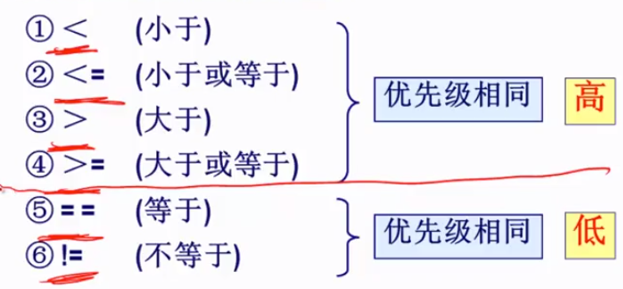 ① < (小于)
② <= (小于或等于)
③ > (大于)
④ >= (大于或等于)
优先级相同 高
⑤ == (等于)
⑥ != (不等于)
优先级相同 低